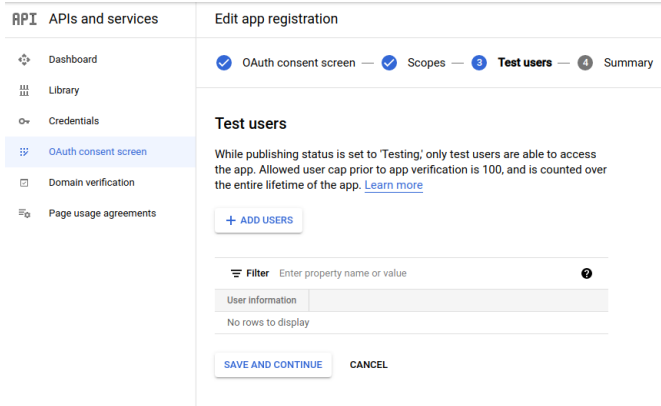 API APIs and services
Dashboard
Library
Credentials
OAuth consent screen
Domain verification
Page usage agreements
Edit app registration
OAuth consent screen — Scopes — 3 Test users — 4 Summary
Test users
While publishing status is set to 'Testing,' only test users are able to access
the app. Allowed user cap prior to app verification is 100, and is counted over
the entire lifetime of the app. Learn more
+ ADD USERS
Filter Enter property name or value ?
User information
No rows to display
SAVE AND CONTINUE CANCEL